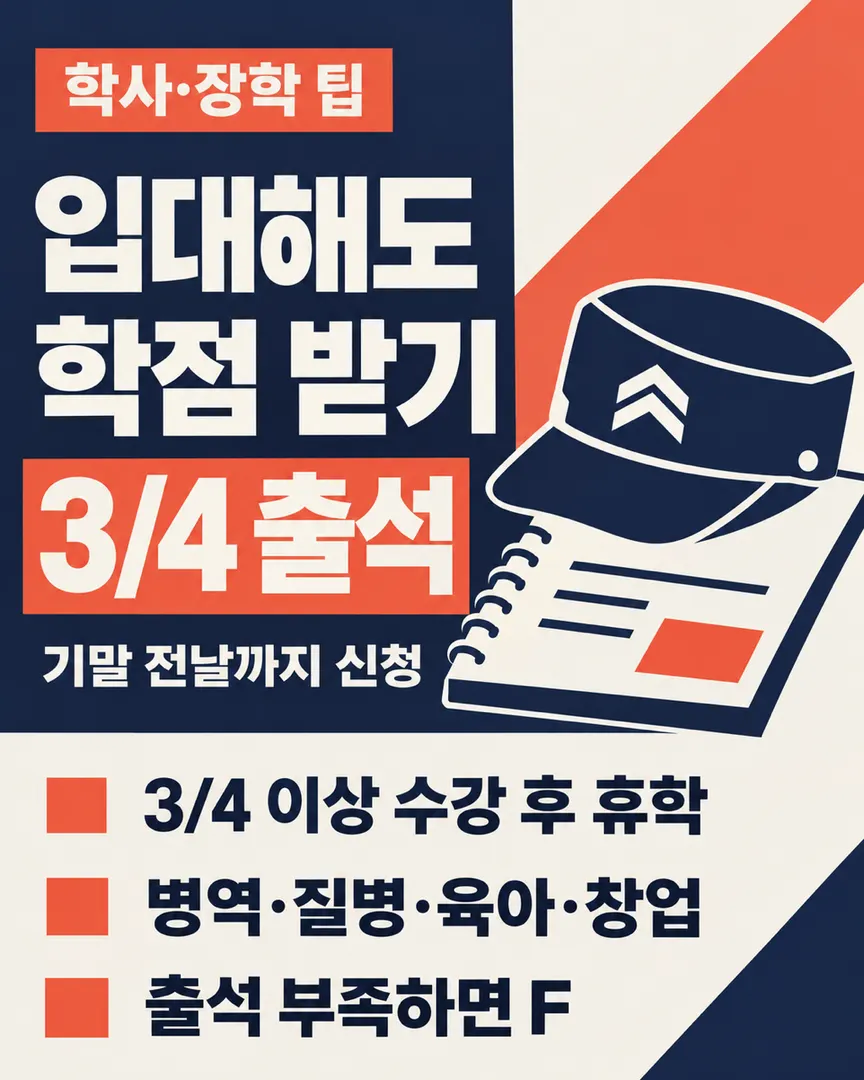 학사·장학 팁
입대해도
학점 받기
3/4 출석
기말 전날까지 신청
3/4 이상 수강 후 휴학
병역·질병·육아·창업
출석 부족하면 F